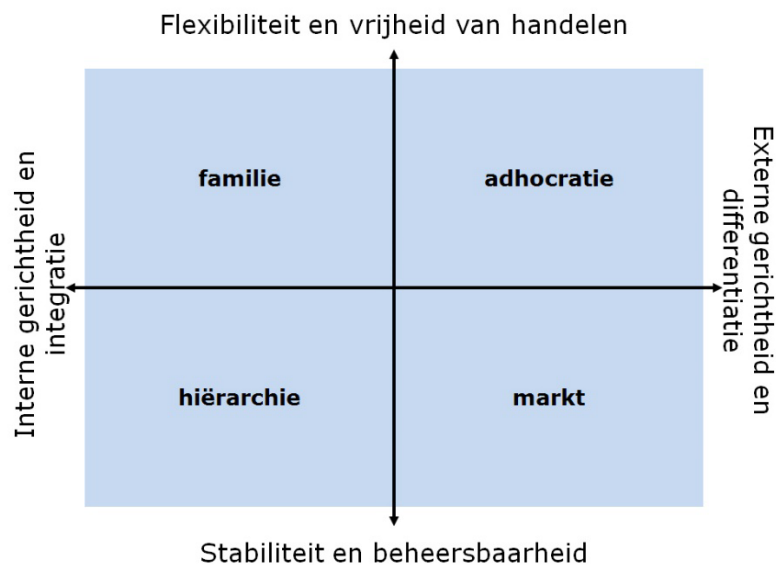 Flexibiliteit en vrijheid van handelen
Interne gerichtheid en
integratie
familie
adhocratie
Externe gerichtheid en
differentiatie
hiërarchie
markt
Stabiliteit en beheersbaarheid